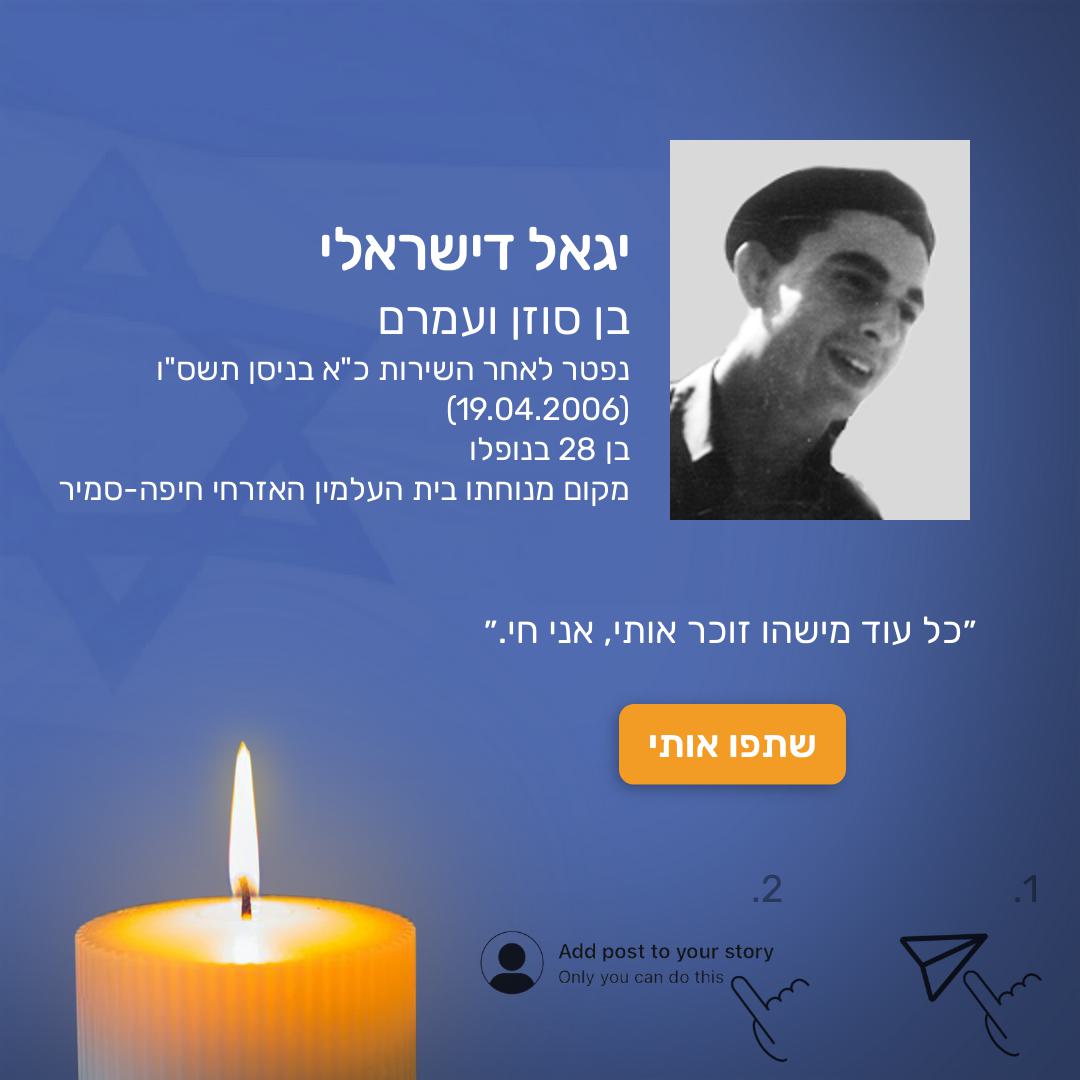 יגאל דישראלי
בן סוזן ועמרם
נפטר לאחר השירות כ"א בניסן תשס"ו
(19.04.2006)
בן 28 בנופלו
מקום מנוחתו בית העלמין האזרחי חיפה-סמיר
״כל עוד מישהו זוכר אותי, אני חי.״
שתפו אותי
1.
2.
Add post to your story
Only you can do this